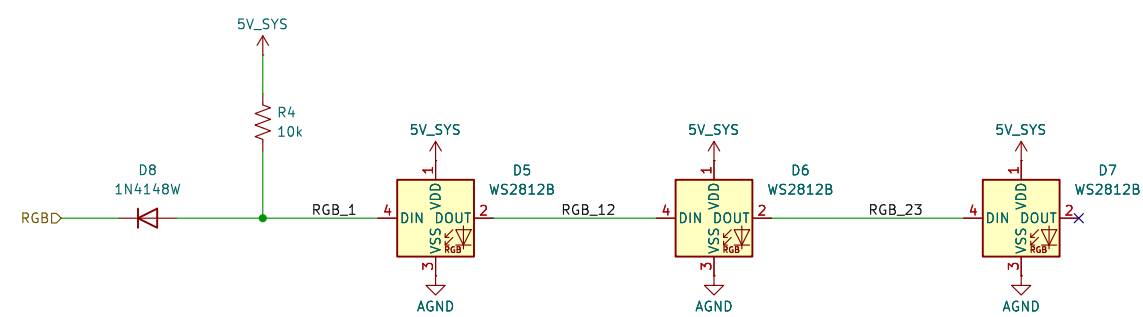 5V_SYS
R4
10k
D8
1N4148W
RGB
RGB_1
5V_SYS
D5
WS2812B
1
4
DIN
VDD
DOUT
2
VSS
RGB
3
AGND
RGB_12
5V_SYS
D6
WS2812B
1
4
DIN
VDD
DOUT
2
VSS
RGB
3
AGND
RGB_23
5V_SYS
D7
WS2812B
1
4
DIN
VDD
DOUT
2
VSS
RGB
3
AGND